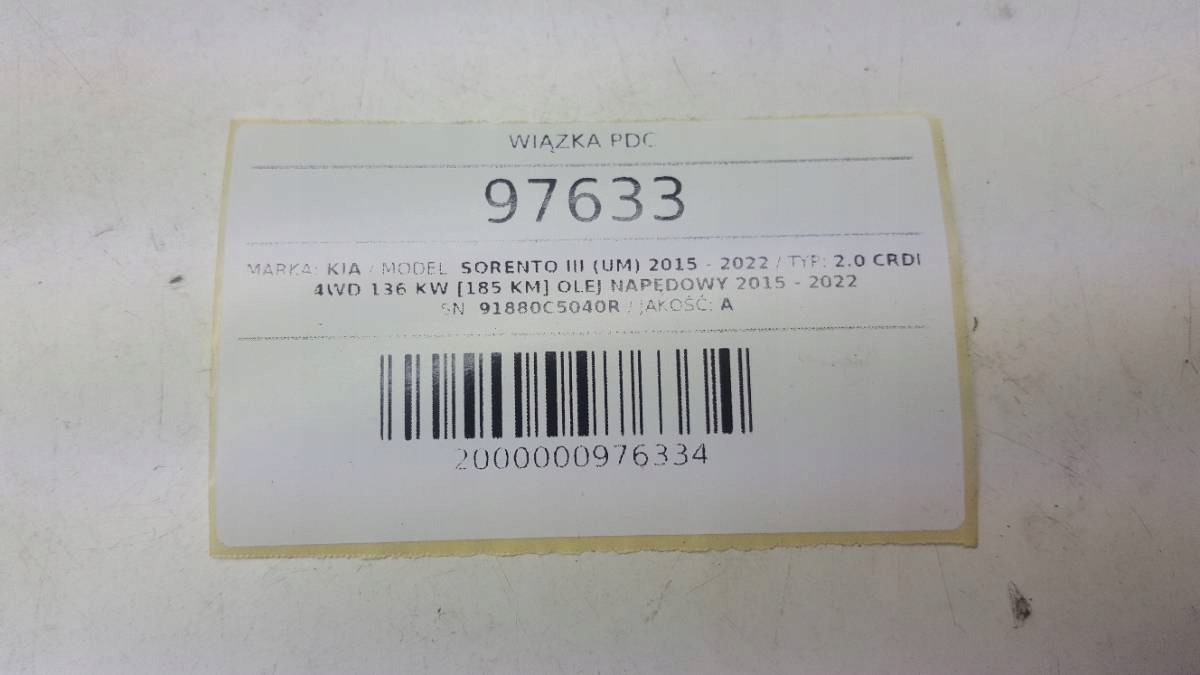 WIĄZKA PDC
97633
MARKA: KIA / MODEL: SORENTO III (UM) 2015 - 2022 / TYP: 2.0 CRDI
4WD 136 KW [185 KM] OLEJ NAPĘDOWY 2015 - 2022
SN: 91880C5040R / JAKOŚĆ: A
2000000976334